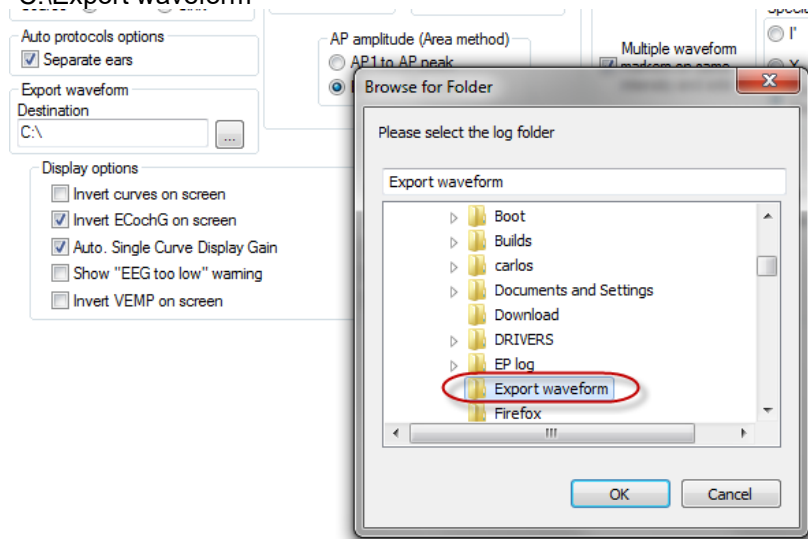 C:\Export waveform
Auto protocols options
Separate ears
Export waveform
Destination
C:\
...
AP amplitude (Area method)
AP1 to AP peak
Multiple waveform
Display options
Invert curves on screen
Invert ECochG on screen
Auto. Single Curve Display Gain
Show "EEG too low" warning
Invert VEMP on screen
Browse for Folder
Please select the log folder
Export waveform
Boot
Builds
carlos
Documents and Settings
Download
DRIVERS
EP log
Export waveform
Firefox
OK
Cancel